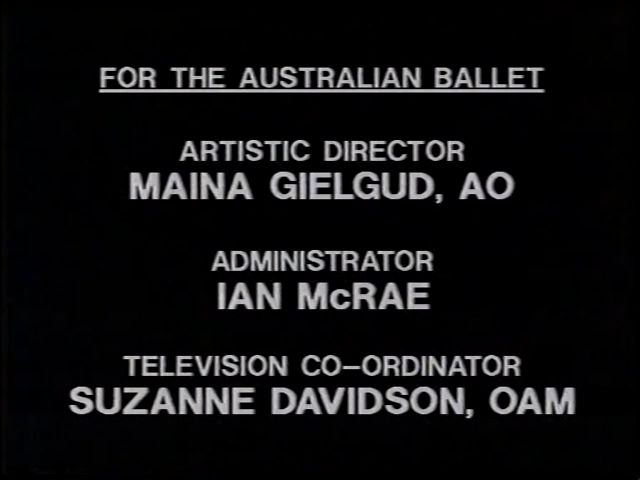 FOR THE AUSTRALIAN BALLET
ARTISTIC DIRECTOR
MAINA GIELGUD, AO
ADMINISTRATOR
IAN McRAE
TELEVISION CO–ORDINATOR
SUZANNE DAVIDSON, OAM